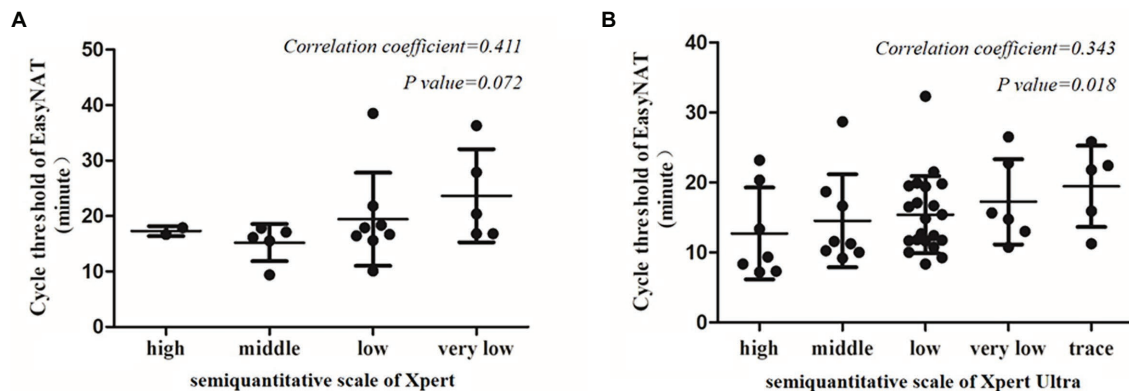 A
Correlation coefficient=0.411
P value=0.072
Cycle threshold of EasyNAT
(minute）
50
40
30
20
10
0
high middle low very low
semiquantitative scale of Xpert
B
Correlation coefficient=0.343
P value=0.018
Cycle threshold of EasyNAT
(minute）
40
30
20
10
0
high middle low very low trace
semiquantitative scale of Xpert Ultra